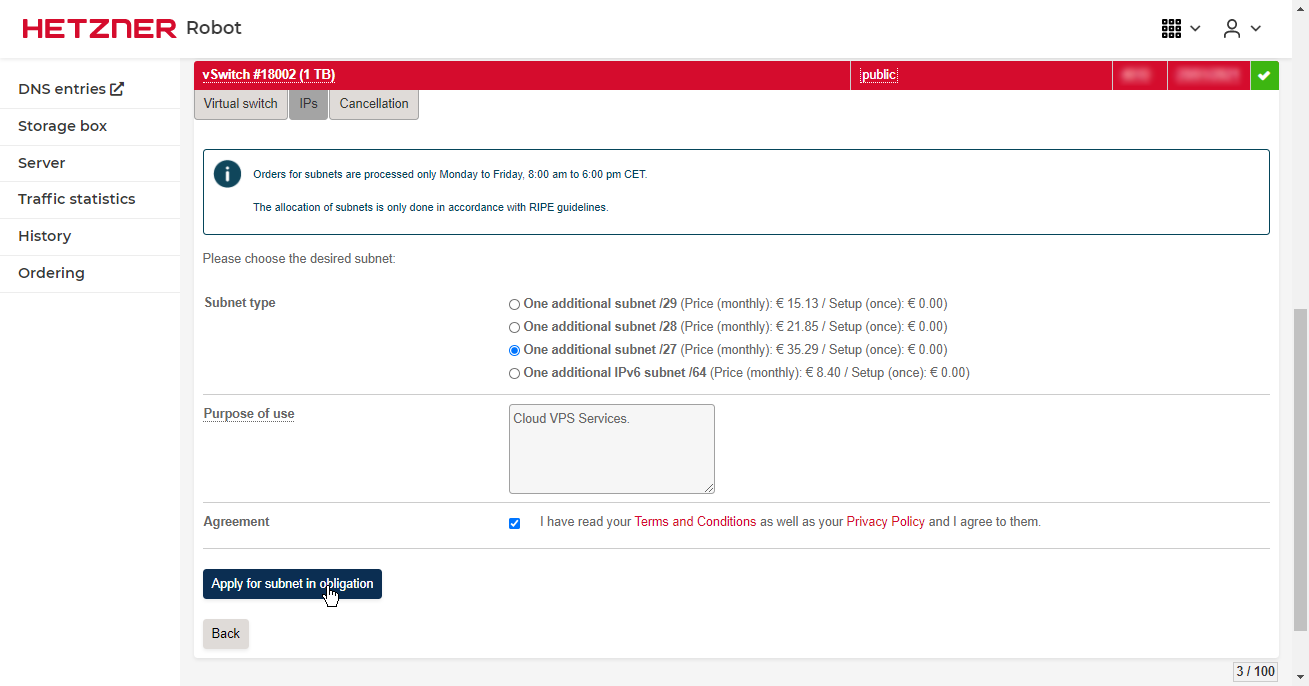 HETZNER Robot
DNS entries
Storage box
Server
Traffic statistics
History
Ordering
vSwitch #18002 (1 TB)
public
Virtual switch
IPs
Cancellation
Orders for subnets are processed only Monday to Friday, 8:00 am to 6:00 pm CET.
The allocation of subnets is only done in accordance with RIPE guidelines.
Please choose the desired subnet:
Subnet type
One additional subnet /29 (Price (monthly): € 15.13 / Setup (once): € 0.00)
One additional subnet /28 (Price (monthly): € 21.85 / Setup (once): € 0.00)
One additional subnet /27 (Price (monthly): € 35.29 / Setup (once): € 0.00)
One additional IPv6 subnet /64 (Price (monthly): € 8.40 / Setup (once): € 0.00)
Purpose of use
Cloud VPS Services.
Agreement
I have read your Terms and Conditions as well as your Privacy Policy and I agree to them.
Apply for subnet in obligation
Back
3 / 100